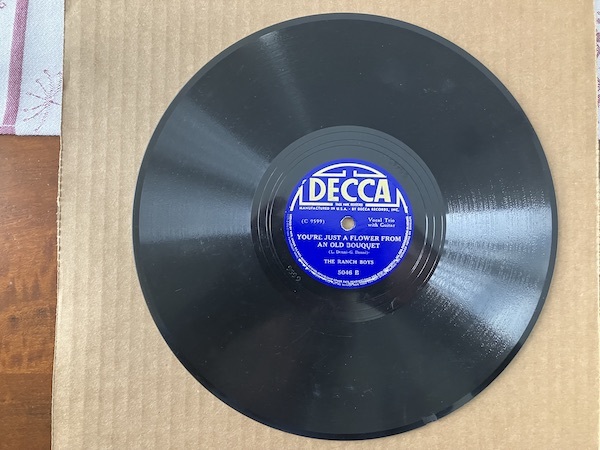 DECCA
MANUFACTURED IN U.S.A. BY DECCA RECORDS, INC.
(C 9599)
Vocal Trio
with Guitar
YOU'RE JUST A FLOWER FROM
AN OLD BOUQUET
THE RANCH BOYS
5046 B